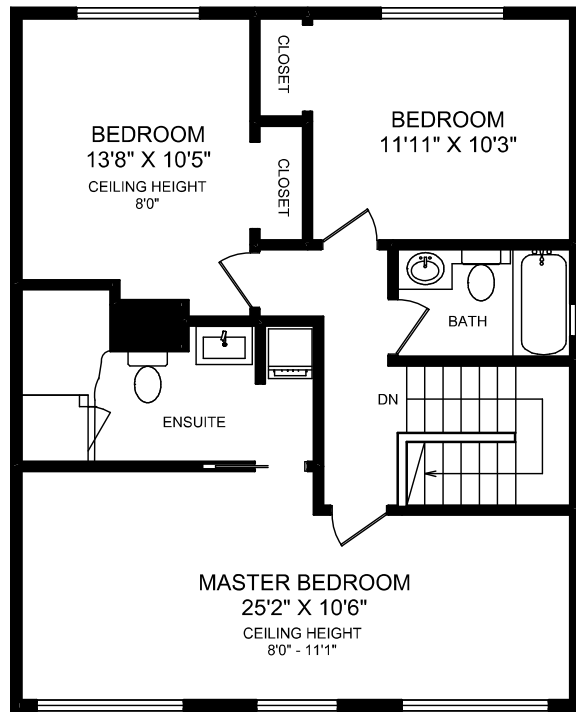 CLOSET
BEDROOM
13'8" X 10'5"
CEILING HEIGHT
8'0"
BEDROOM
11'11" X 10'3"
CLOSET
BATH
DN
ENSUITE
MASTER BEDROOM
25'2" X 10'6"
CEILING HEIGHT
8'0" - 11'1"